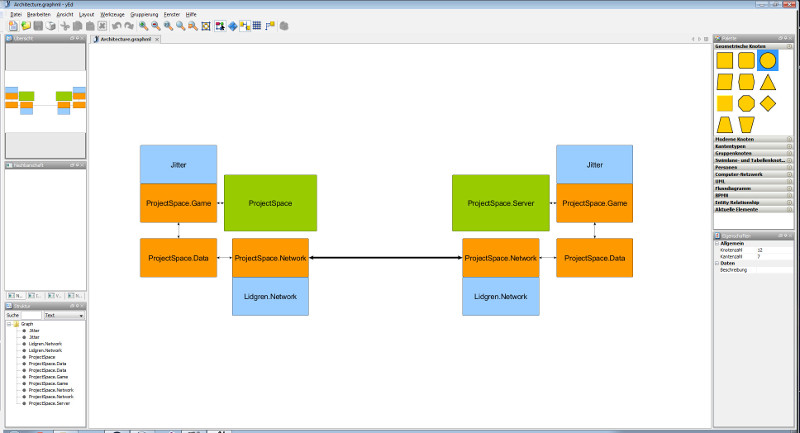 Architecture.graphml - yEd
Datei Bearbeiten Ansicht Layout Werkzeuge Gruppierung Fenster Hilfe
Übersicht
Architecture.graphml
Palette
Geometrische Knoten
Moderne Knoten
Kantentypen
Gruppenknoten
Personen
Computer-Netzwerk
UML
Flussdiagramm
BPMN
Entity Relationship
Aktuelle Elemente
Nachbarschaft
Jitter
ProjectSpace.Game
ProjectSpace
ProjectSpace.Data
ProjectSpace.Network
Lidgren.Network
Jitter
ProjectSpace.Server
ProjectSpace.Game
ProjectSpace.Network
ProjectSpace.Data
Lidgren.Network
Eigenschaften
Allgemein
Knotenzahl 12
Kantenzahl 7
Daten
Beschreibung
Struktur
Suche Text
Graph
Jitter
Jitter
Lidgren.Network
Lidgren.Network
ProjectSpace
ProjectSpace.Data
ProjectSpace.Data
ProjectSpace.Game
ProjectSpace.Game
ProjectSpace.Network
ProjectSpace.Network
ProjectSpace.Server